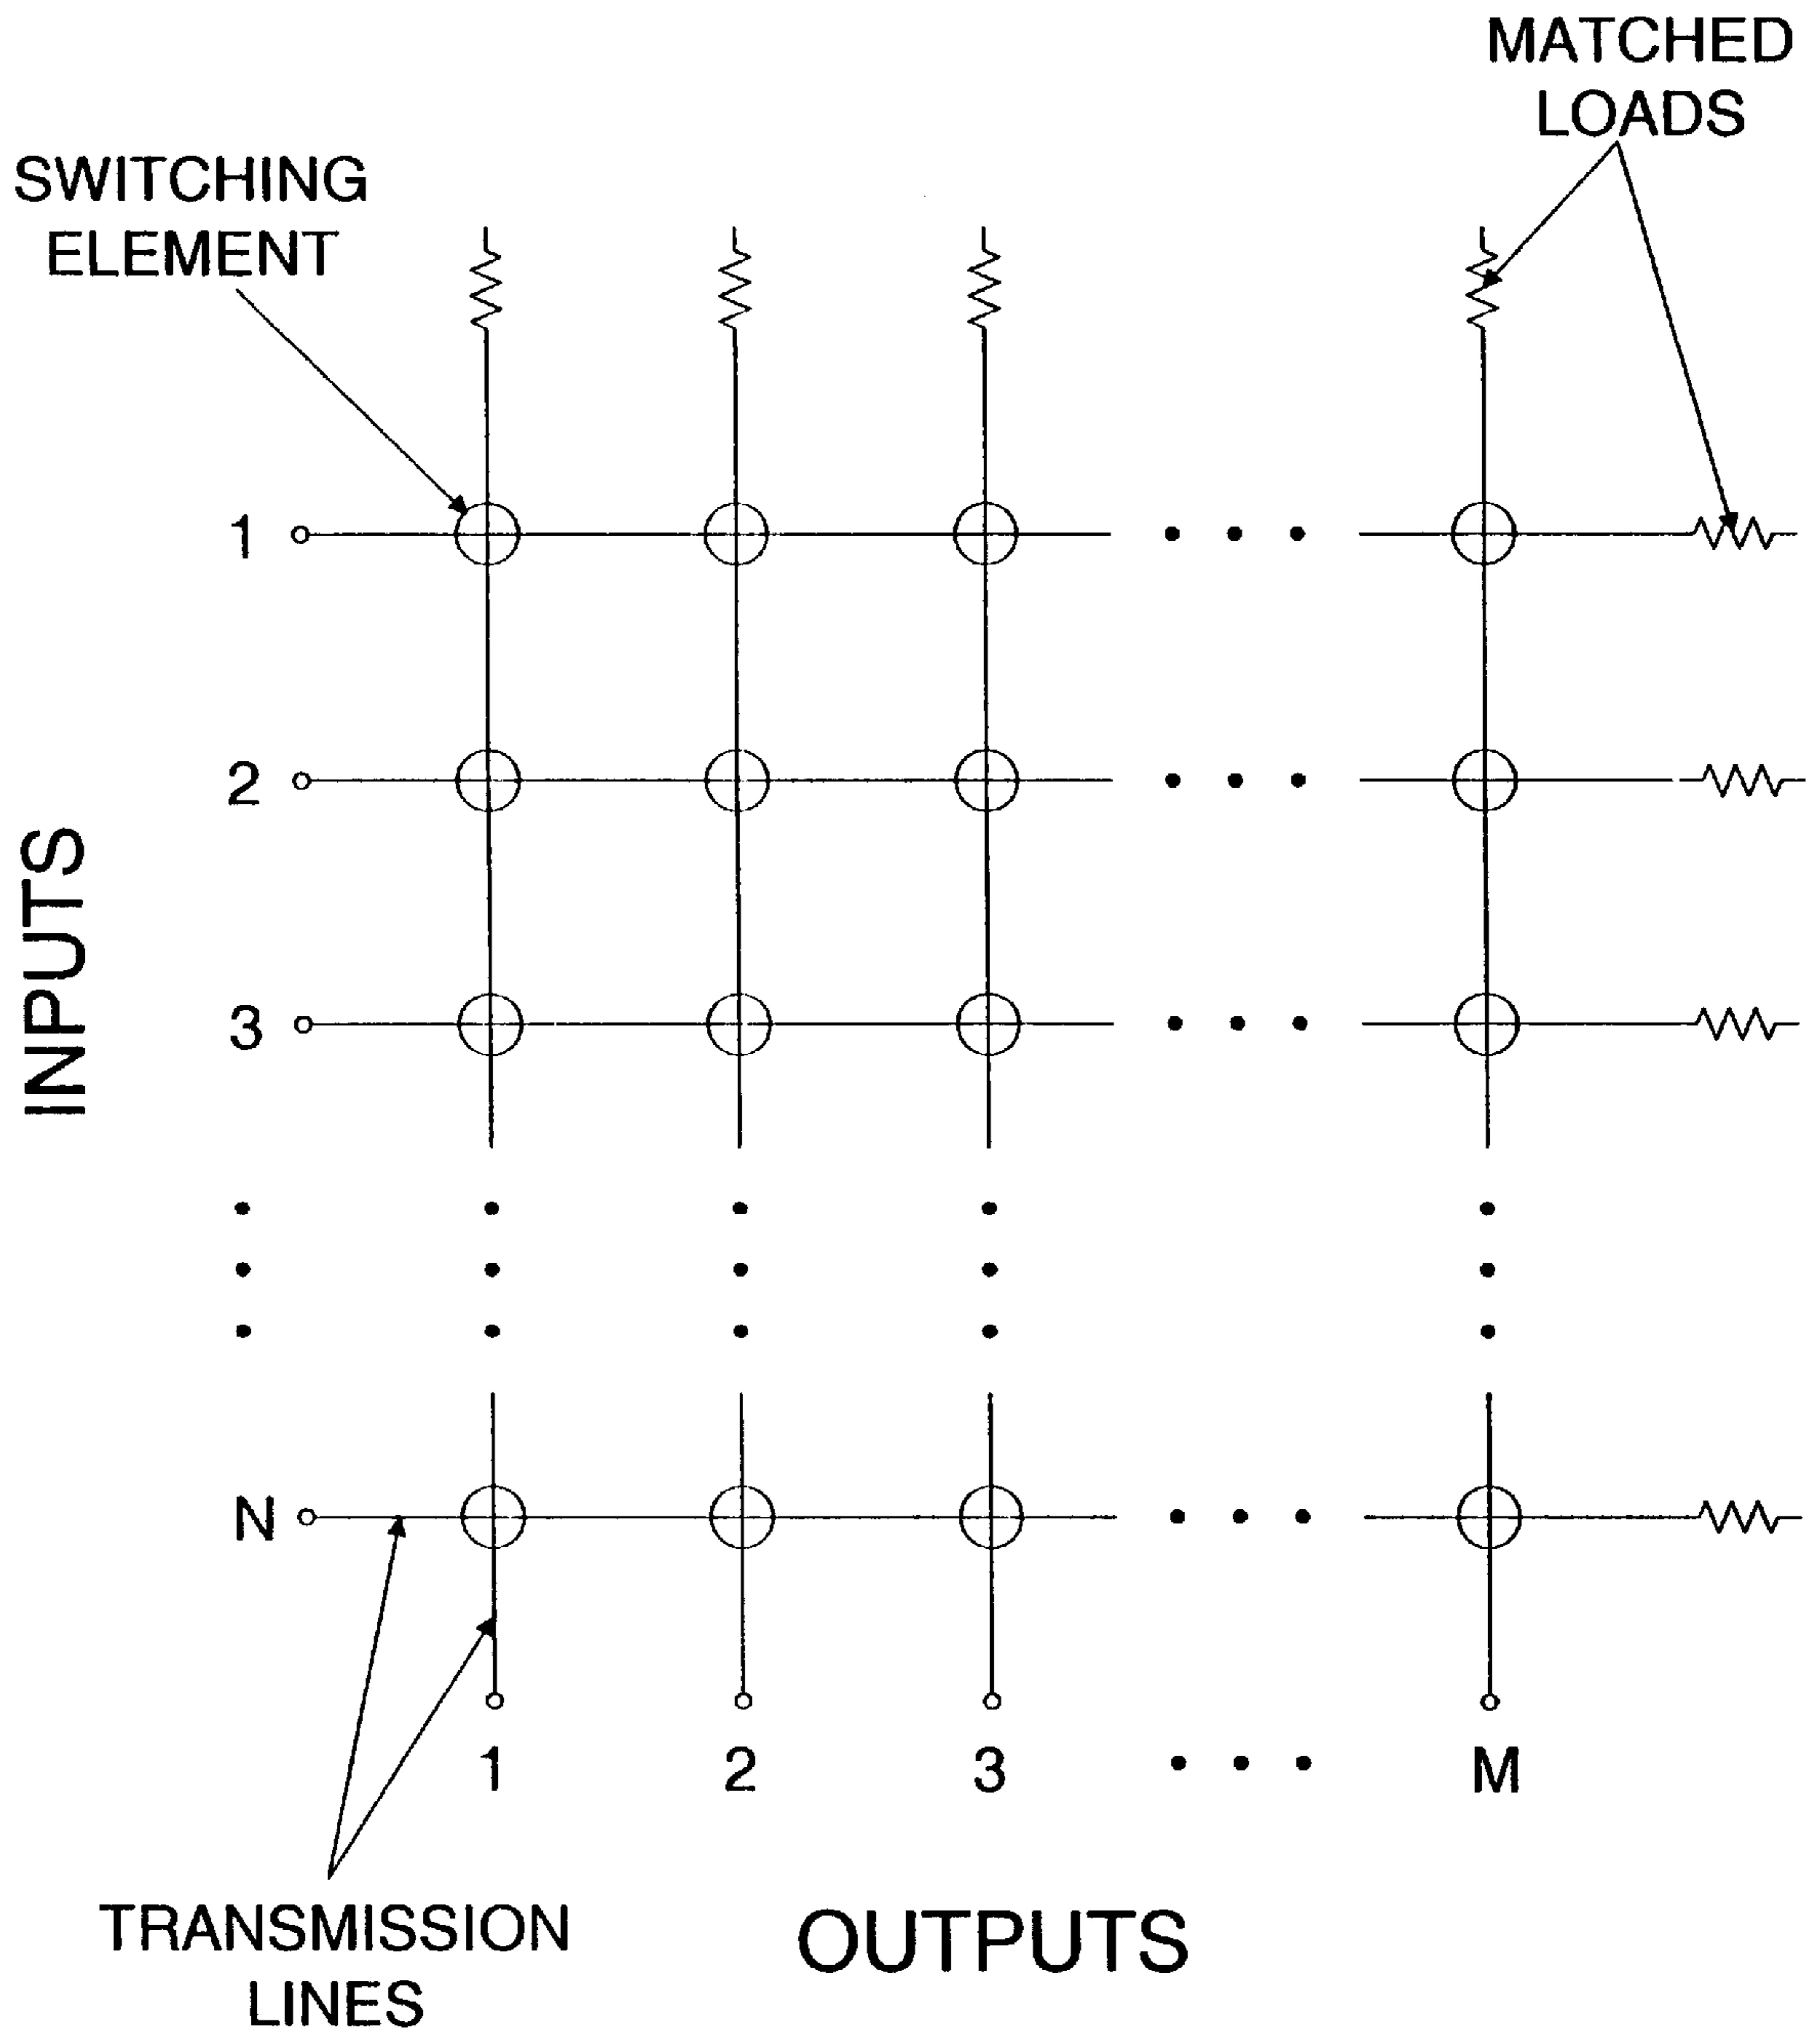 MATCHED
LOADS
SWITCHING
ELEMENT
1
2
3
N
INPUTS
1 2 3 M
TRANSMISSION
LINES
OUTPUTS